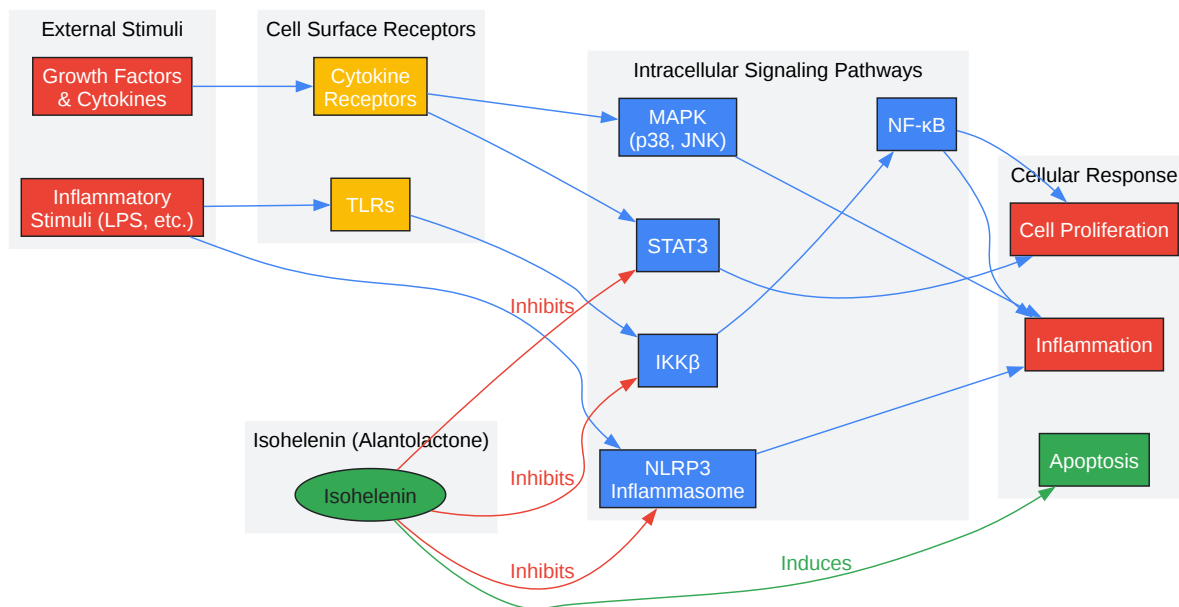 External Stimuli
Growth Factors
& Cytokines
Inflammatory
Stimuli (LPS, etc.)
Cell Surface Receptors
Cytokine
Receptors
TLRs
Intracellular Signaling Pathways
MAPK
(p38, JNK)
NF-κB
STAT3
IKKβ
NLRP3
Inflammasome
Cellular Response
Cell Proliferation
Inflammation
Apoptosis
Isohelenin (Alantolactone)
Isohelenin
Inhibits
Inhibits
Inhibits
Induces